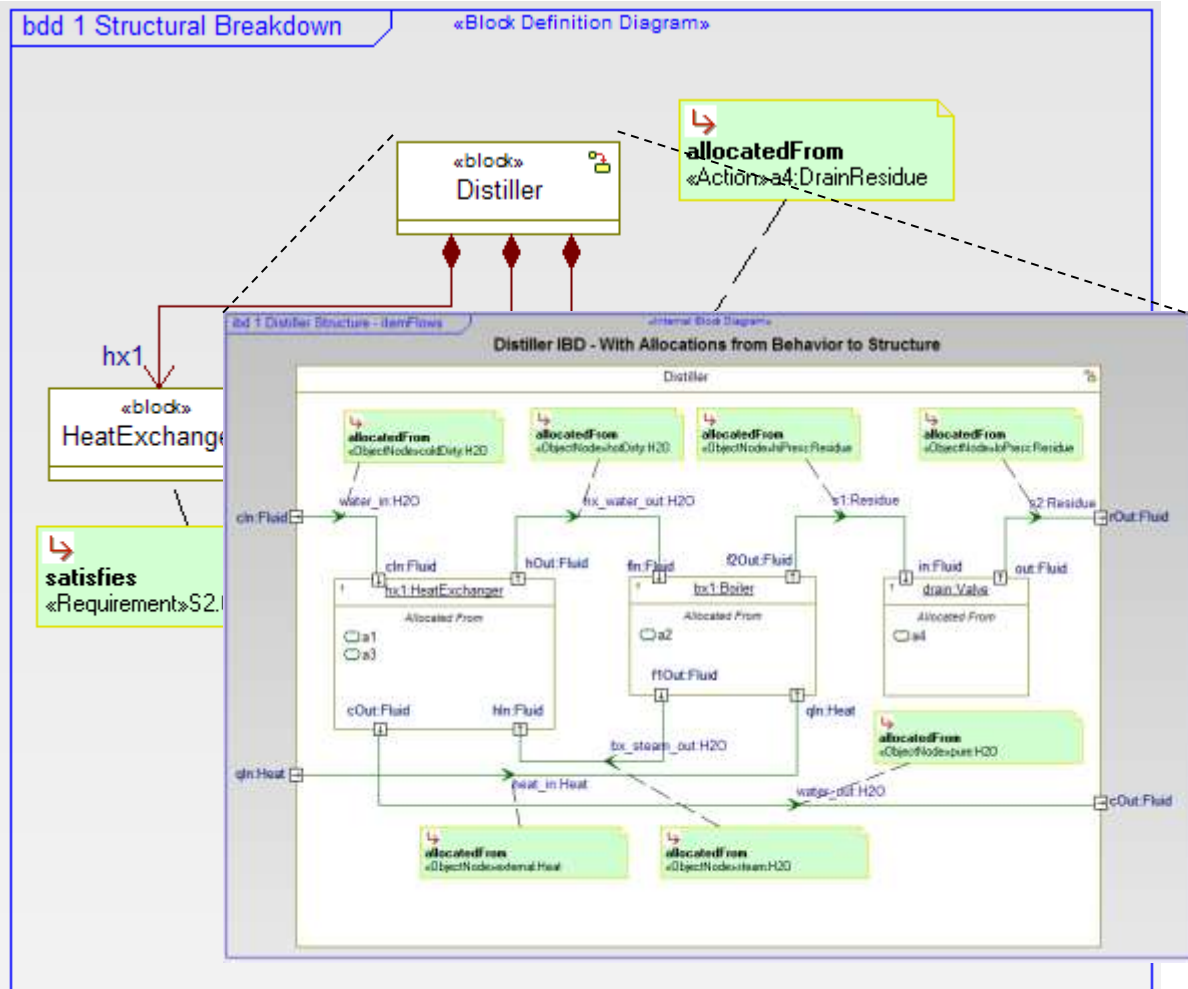 bdd 1 Structural Breakdown
«Block Definition Diagram»
allocatedFrom
«Action»a4:DrainResidue
«block»
Distiller
hx1
«block»
HeatExchange
satisfies
«Requirement»S2.
ibd 1 Distiller Structure - itemFlows
«Internal Block Diagram»
Distiller IBD - With Allocations from Behavior to Structure
Distiller
allocatedFrom
«ObjectNode»coldDirty:H2O
allocatedFrom
«ObjectNode»hotDirty:H2O
allocatedFrom
«ObjectNode»hiPress:Residue
allocatedFrom
«ObjectNode»loPress:Residue
water_in:H2O
hx_water_out:H2O
s1:Residue
s2:Residue
cIn:Fluid
rOut:Fluid
cIn:Fluid
hOut:Fluid
fIn:Fluid
f2Out:Fluid
in:Fluid
out:Fluid
hx1:HeatExchanger
Allocated From
a1
a3
bx1:Boiler
Allocated From
a2
drain:Valve
Allocated From
a4
cOut:Fluid
hIn:Fluid
f1Out:Fluid
qIn:Heat
bx_steam_out:H2O
allocatedFrom
«ObjectNode»pure:H2O
qIn:Heat
heat_in:Heat
water_out:H2O
cOut:Fluid
allocatedFrom
«ObjectNode»external:Heat
allocatedFrom
«ObjectNode»steam:H2O